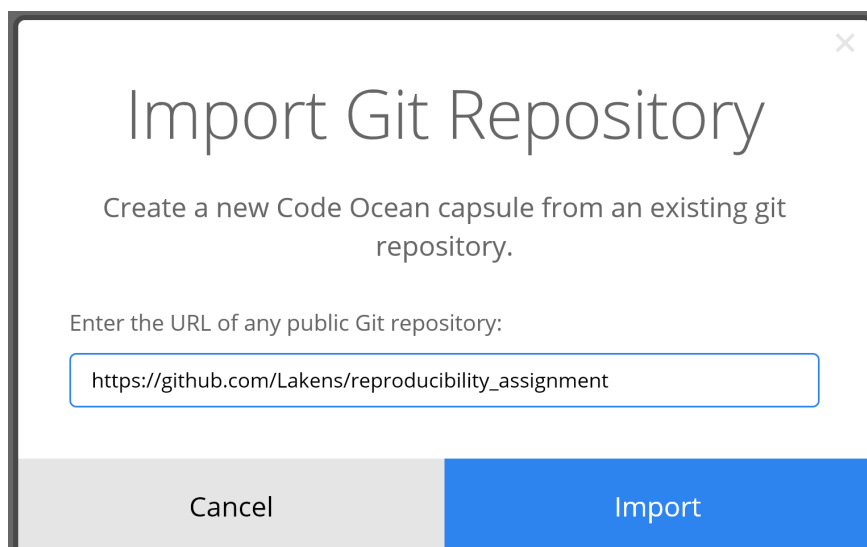 Import Git Repository
Create a new Code Ocean capsule from an existing git
repository.
Enter the URL of any public Git repository:
https://github.com/Lakens/reproducibility_assignment
Cancel
Import